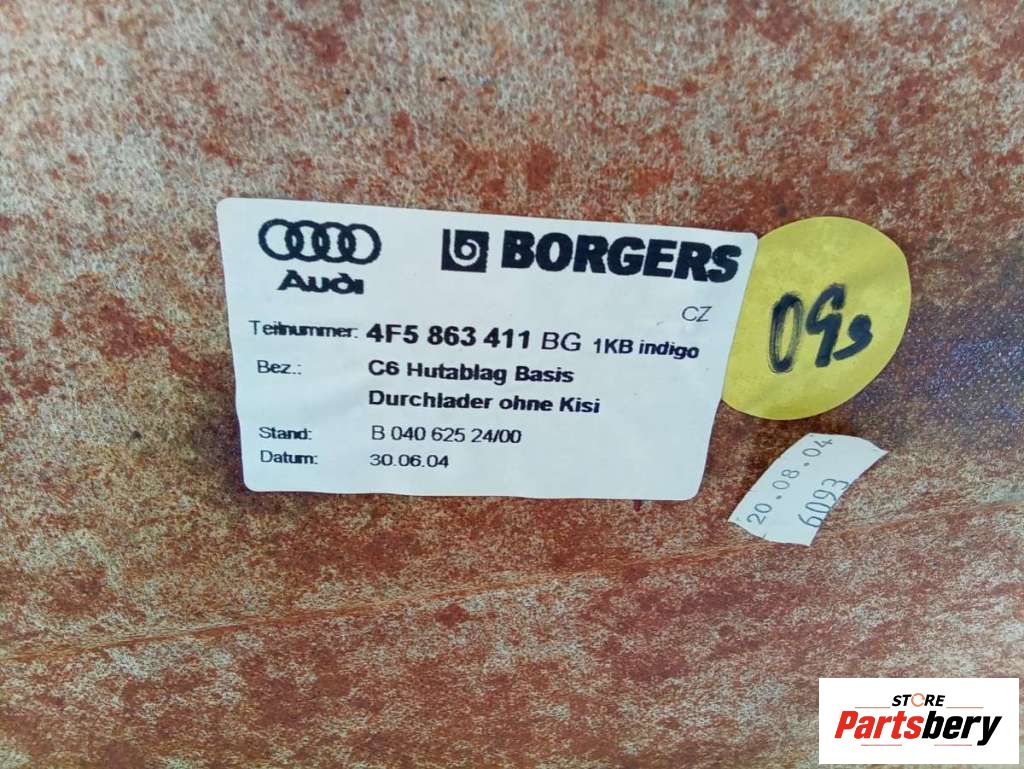 Audi
BORGERS
CZ
Teilnummer: 4F5 863 411 BG 1KB indigo
Bez.: C6 Hutablag Basis
Durchlader ohne Kisi
Stand: B 040 625 24/00
Datum: 30.06.04
20.08.04
6093
STORE
Partsbery